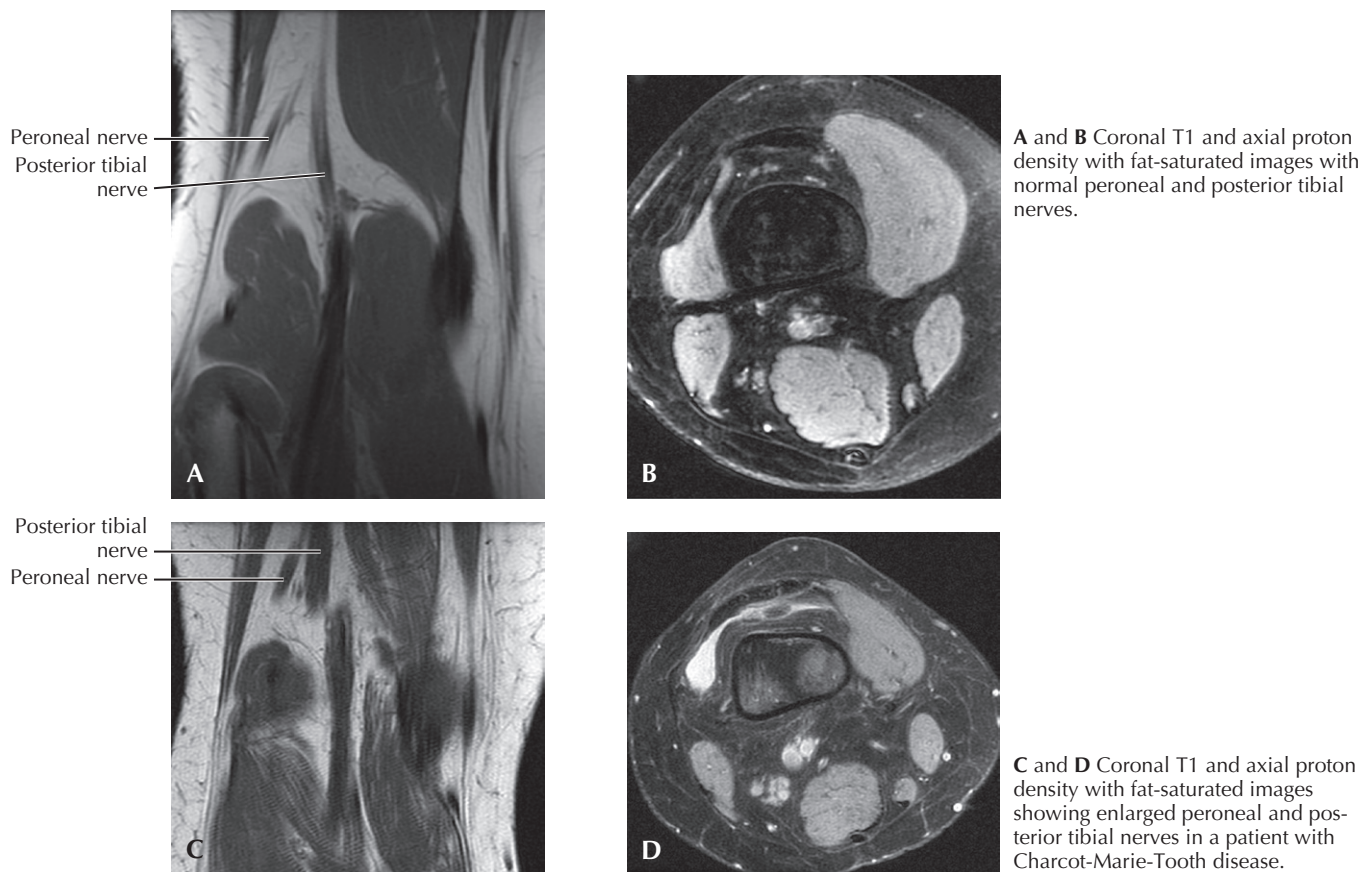 Peroneal nerve
Posterior tibial
nerve
A
B
A and B Coronal T1 and axial proton
density with fat-saturated images with
normal peroneal and posterior tibial
nerves.
Posterior tibial
nerve
Peroneal nerve
C
D
C and D Coronal T1 and axial proton
density with fat-saturated images
showing enlarged peroneal and pos-
terior tibial nerves in a patient with
Charcot-Marie-Tooth disease.